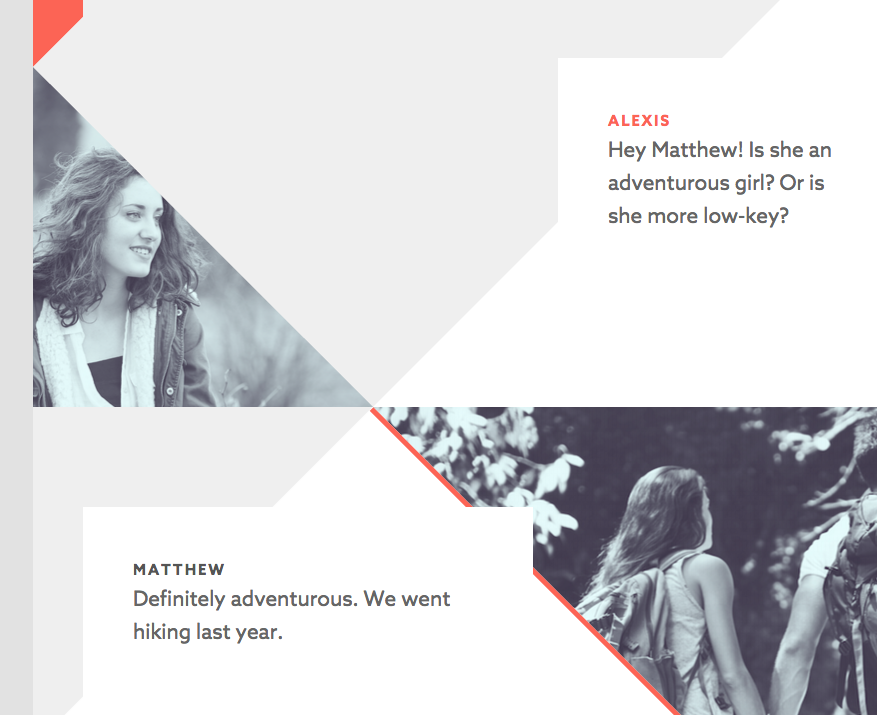 ALEXIS
Hey Matthew! Is she an
adventurous girl? Or is
she more low-key?
MATTHEW
Definitely adventurous. We went
hiking last year.